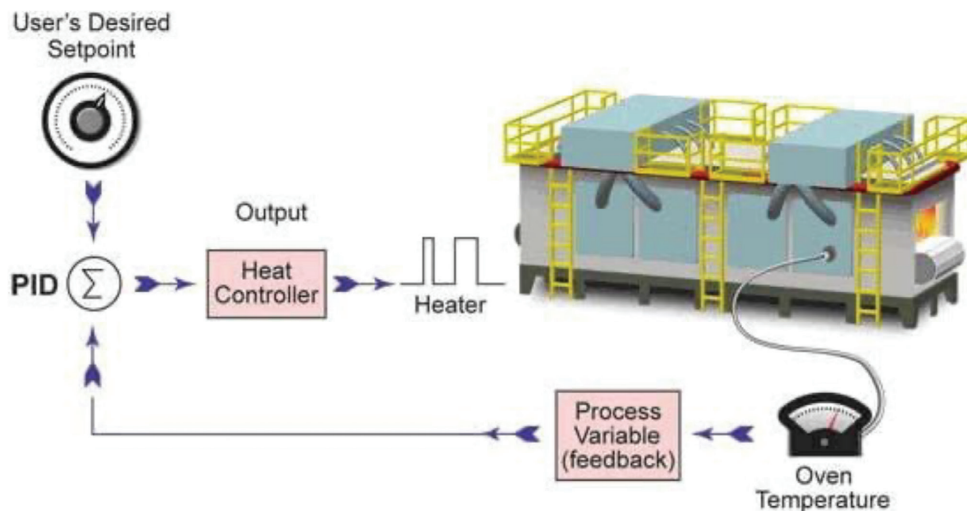 User's Desired
Setpoint
Output
PID
Σ
Heat
Controller
Heater
Process
Variable
(feedback)
Oven
Temperature